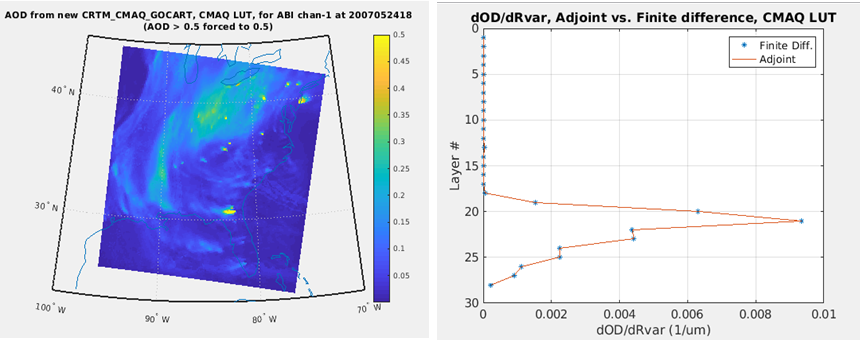 AOD from new CRTM_CMAQ_GOCART, CMAQ LUT, for ABI chan-1 at 2007052418
(AOD > 0.5 forced to 0.5)
40° N
30° N
100° W
90° W
80° W
70° W
0.5
0.45
0.4
0.35
0.3
0.25
0.2
0.15
0.1
0.05
dOD/dRvar, Adjoint vs. Finite difference, CMAQ LUT
Finite Diff.
Adjoint
Layer #
0
5
10
15
20
25
30
0
0.002
0.004
0.006
0.008
0.01
dOD/dRvar (1/um)